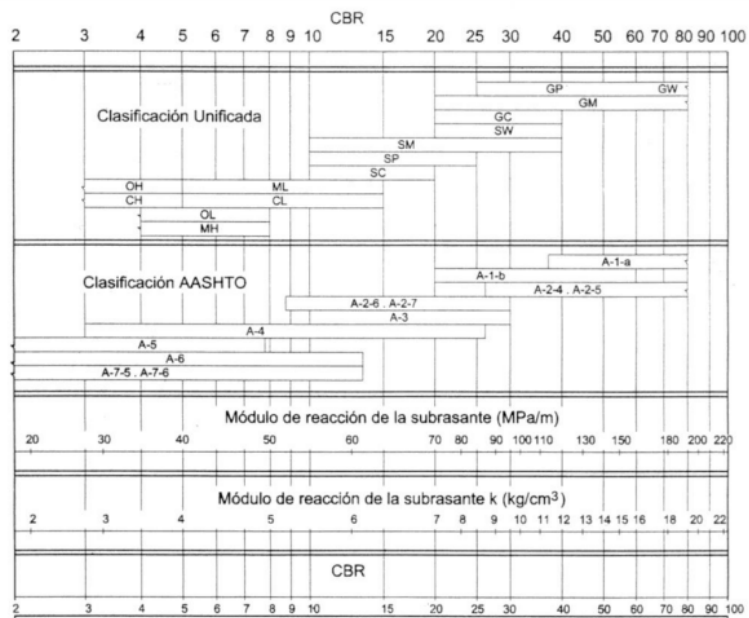 CBR
2 3 4 5 6 7 8 9 10 15 20 25 30 40 50 60 70 80 100
GP GW
Clasificación Unificada GM
GC
SW
SM
SP
SC
OH ML
CH CL
OL
MH
A-1-a
Clasificación AASHTO A-1-b
A-2-4 . A-2-5
A-2-6 . A-2-7
A-3
A-4
A-5
A-6
A-7-5 . A-7-6
Módulo de reacción de la subrasante (MPa/m)
20 30 40 50 60 70 80 90 100 110 130 150 180 200 220
Módulo de reacción de la subrasante k (kg/cm³)
2 3 4 5 6 7 8 9 10 11 12 13 14 15 16 18 20 22
CBR
2 3 4 5 6 7 8 9 10 15 20 25 30 40 50 60 70 80 100